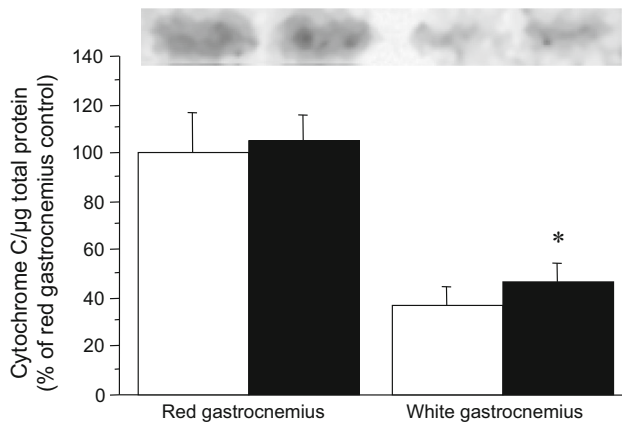 Cytochrome C/µg total protein
(% of red gastrocnemius control)
140
120
100
80
60
40
20
0
*
Red gastrocnemius
White gastrocnemius